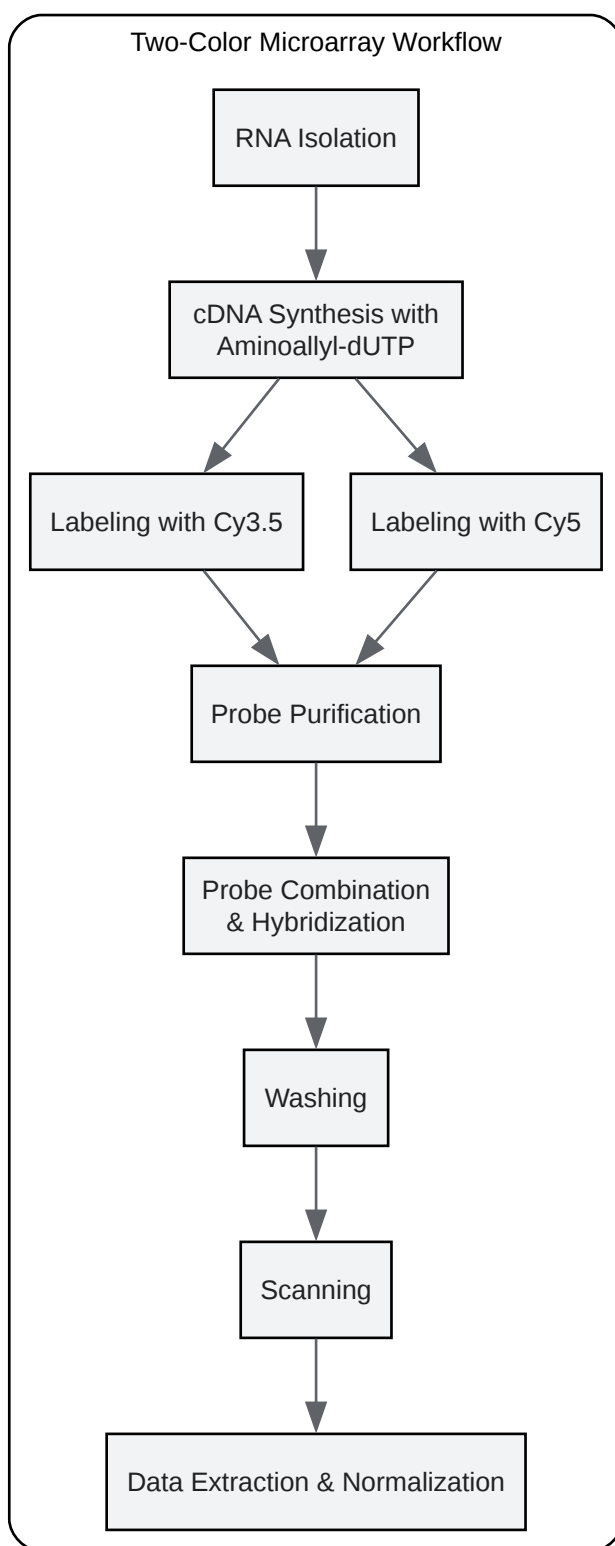 Two-Color Microarray Workflow
RNA Isolation
cDNA Synthesis with
Aminoallyl-dUTP
Labeling with Cy3.5
Labeling with Cy5
Probe Purification
Probe Combination
& Hybridization
Washing
Scanning
Data Extraction & Normalization